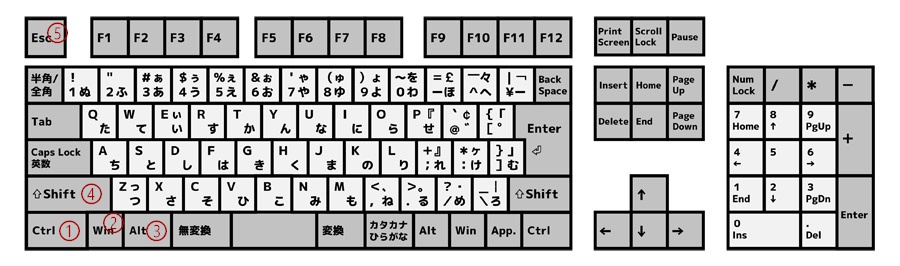 Esc ⑤ F1 F2 F3 F4 F5 F6 F7 F8 F9 F10 F11 F12 Print Screen Scroll Lock Pause
半角/全角 ! 1ぬ " 2ふ #ぁ 3あ $ぅ 4う %ぇ 5え &ぉ 6お 'ゃ 7や (ゅ 8ゆ )ょ 9よ ~を 0わ =£ -ほ ¯々 ^へ |¬ ¥ー Back Space Insert Home Page Up Num Lock / * -
Tab Q た W て Eぃ い R す T か Y ん U な I に O ら P『 せ `¢ @゛ {「 [゜ Enter ⏎ Delete End Page Down 7 Home 8 ↑ 9 PgUp +
Caps Lock 英数 A ち S と D し F は G き H く J ま K の L り +』 ;れ *ヶ :け }」 ]む 4 ← 5 6 →
⇧Shift ④ Zっ つ X さ C そ V ひ B こ N み M も <、 ,ね >。 .る ?・ /め _| \ろ ⇧Shift ↑ 1 End 2 ↓ 3 PgDn Enter
Ctrl ① Win ② Alt ③ 無変換 変換 カタカナ ひらがな Alt Win App. Ctrl ← ↓ → 0 Ins . Del